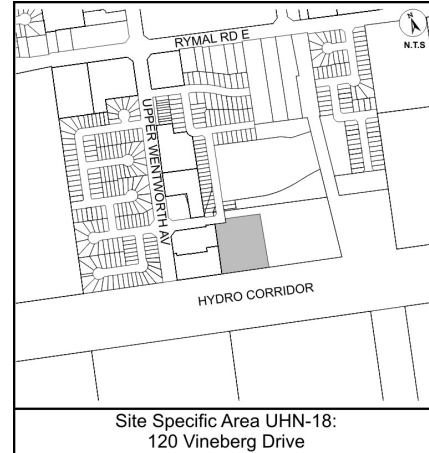 N
N.T.S
RYMAL RD E
UPPER WENTWORTH AV
HYDRO CORRIDOR
Site Specific Area UHN-18:
120 Vineberg Drive